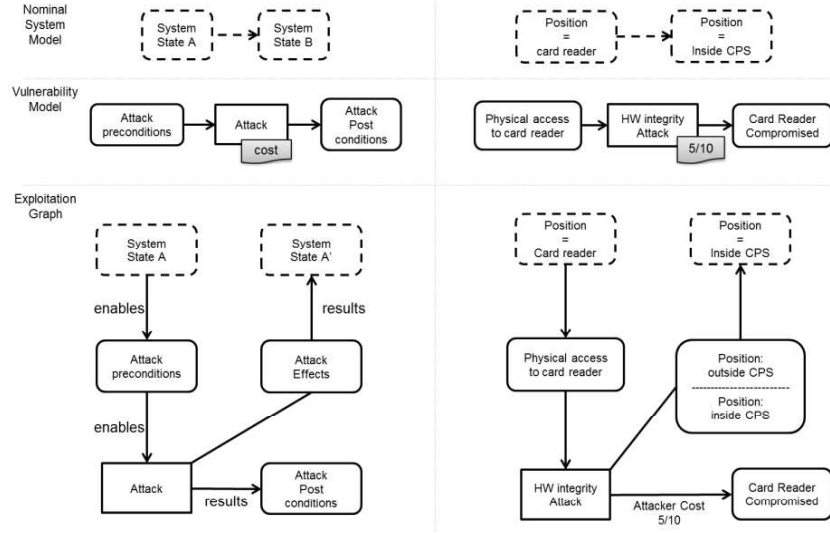 Nominal
System
Model
System
State A
System
State B
Position
=
card reader
Position
=
Inside CPS
Vulnerability
Model
Attack
preconditions
Attack
cost
Attack
Post
conditions
Physical access
to card reader
HW integrity
Attack
5/10
Card Reader
Compromised
Exploitation
Graph
System
State A
System
State A'
enables
results
Attack
preconditions
Attack
Effects
enables
Attack
results
Attack
Post
conditions
Position
=
Card reader
Position
=
Inside CPS
Physical access
to card reader
Position:
outside CPS
Position:
inside CPS
HW integrity
Attack
Attacker Cost
5/10
Card Reader
Compromised